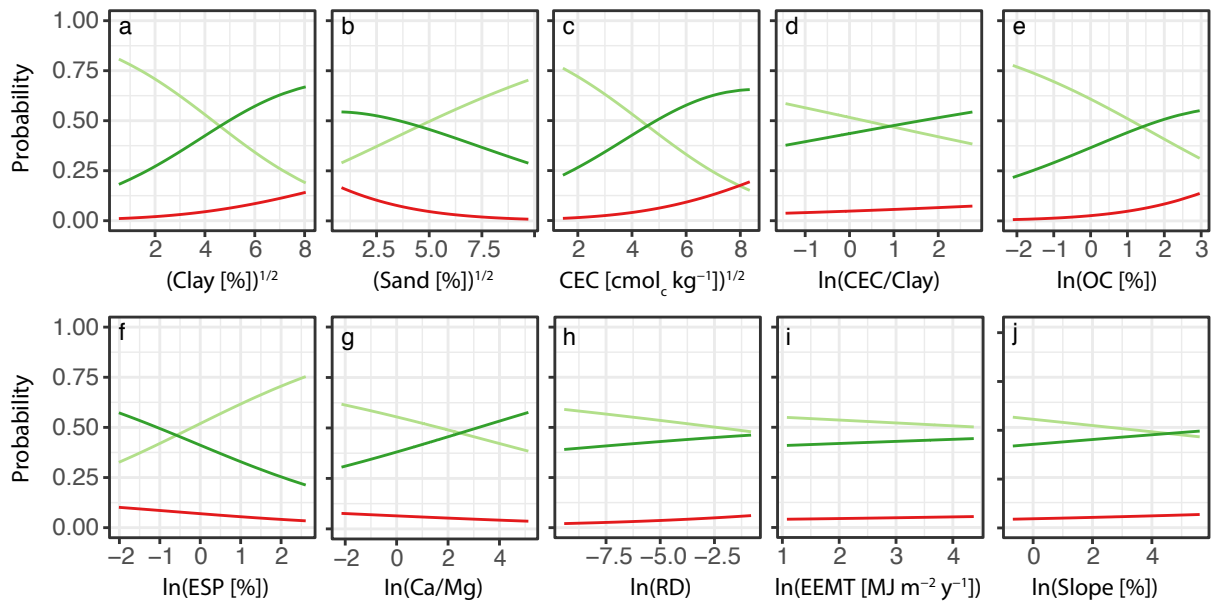 a b c d e
1.00
0.75
0.50
0.25
0.00
Probability
2 4 6 8
2.5 5.0 7.5
2 4 6 8
−1 0 1 2
−2 −1 0 1 2 3
(Clay [%])1/2
(Sand [%])1/2
CEC [cmolc kg−1])1/2
ln(CEC/Clay)
ln(OC [%])
f g h i j
1.00
0.75
0.50
0.25
0.00
Probability
−2 −1 0 1 2
−2 0 2 4
−7.5 −5.0 −2.5
1 2 3 4
0 2 4
ln(ESP [%])
ln(Ca/Mg)
ln(RD)
ln(EEMT [MJ m−2 y−1])
ln(Slope [%])